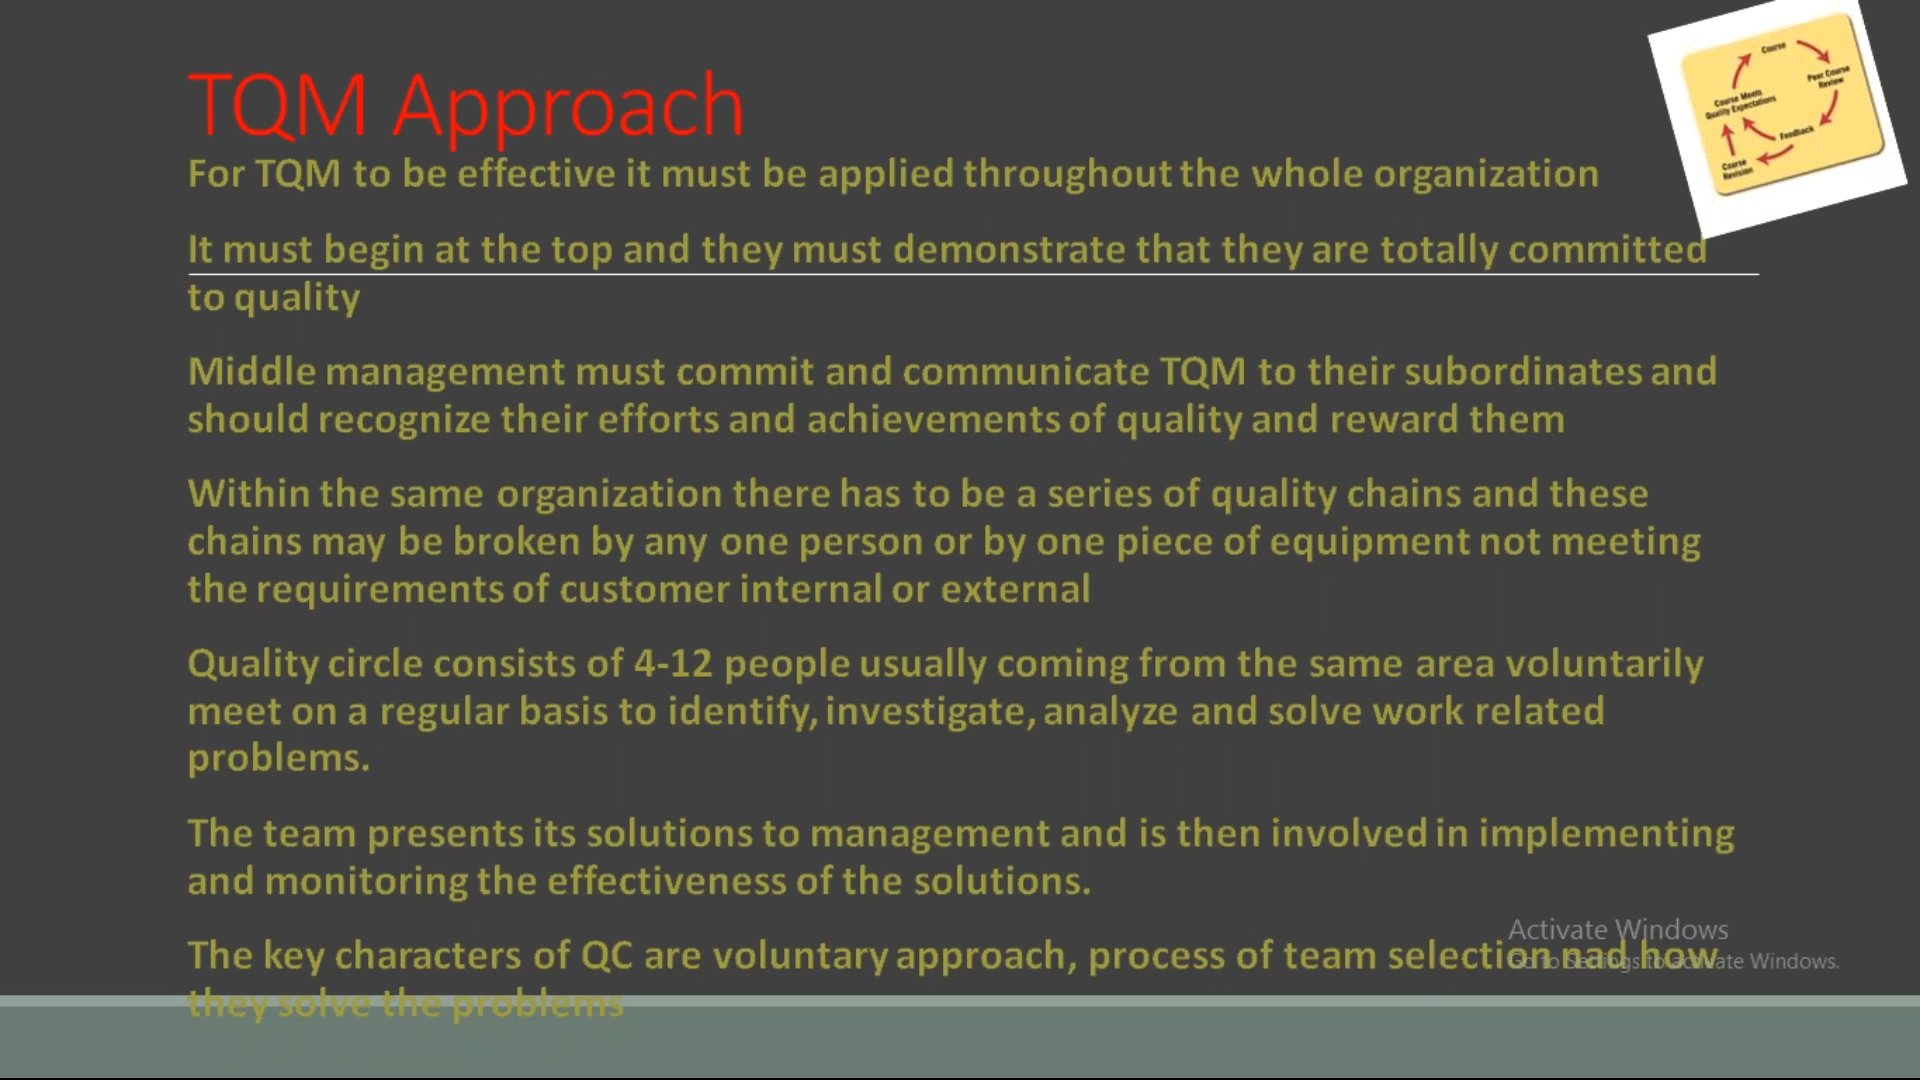 TQM Approach
For TQM to be effective it must be applied throughout the whole organization
It must begin at the top and they must demonstrate that they are totally committed
to quality
Middle management must commit and communicate TQM to their subordinates and
should recognize their efforts and achievements of quality and reward them
Within the same organization there has to be a series of quality chains and these
chains may be broken by any one person or by one piece of equipment not meeting
the requirements of customer internal or external
Quality circle consists of 4-12 people usually coming from the same area voluntarily
meet on a regular basis to identify, investigate, analyze and solve work related
problems.
The team presents its solutions to management and is then involved in implementing
and monitoring the effectiveness of the solutions.
The key characters of QC are voluntary approach, process of team selection nad how
they solve the problems
Course
Peer Course
Review
Feedback
Course
Revision
Course Meets
Quality Expectations
Activate Windows
Go to Settings to activate Windows.